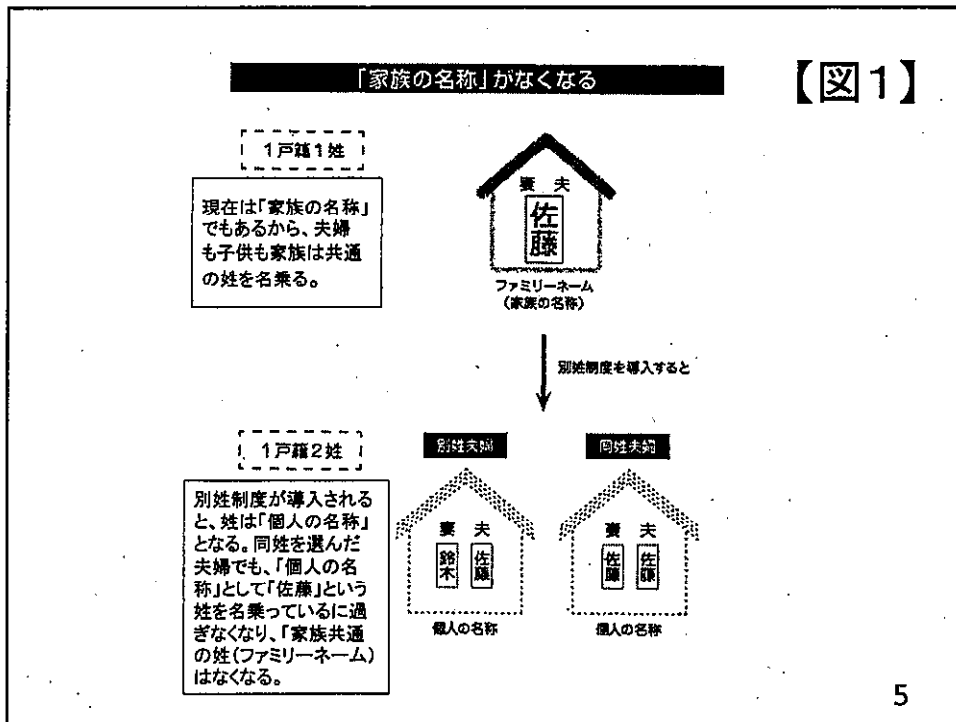 「家族の名称」がなくなる
【図1】
1戸籍1姓
現在は「家族の名称」
でもあるから、夫婦
も子供も家族は共通
の姓を名乗る。
妻 夫
佐藤
ファミリーネーム
(家族の名称)
別姓制度を導入すると
1戸籍2姓
別姓制度が導入される
と、姓は「個人の名称」
となる。同姓を選んだ
夫婦でも、「個人の名
称」として「佐藤」という
姓を名乗っているに過
ぎなくなり、「家族共通
の姓(ファミリーネーム)
はなくなる。
別姓夫婦
妻 夫
鈴木 佐藤
個人の名称
同姓夫婦
妻 夫
佐藤 佐藤
個人の名称
5